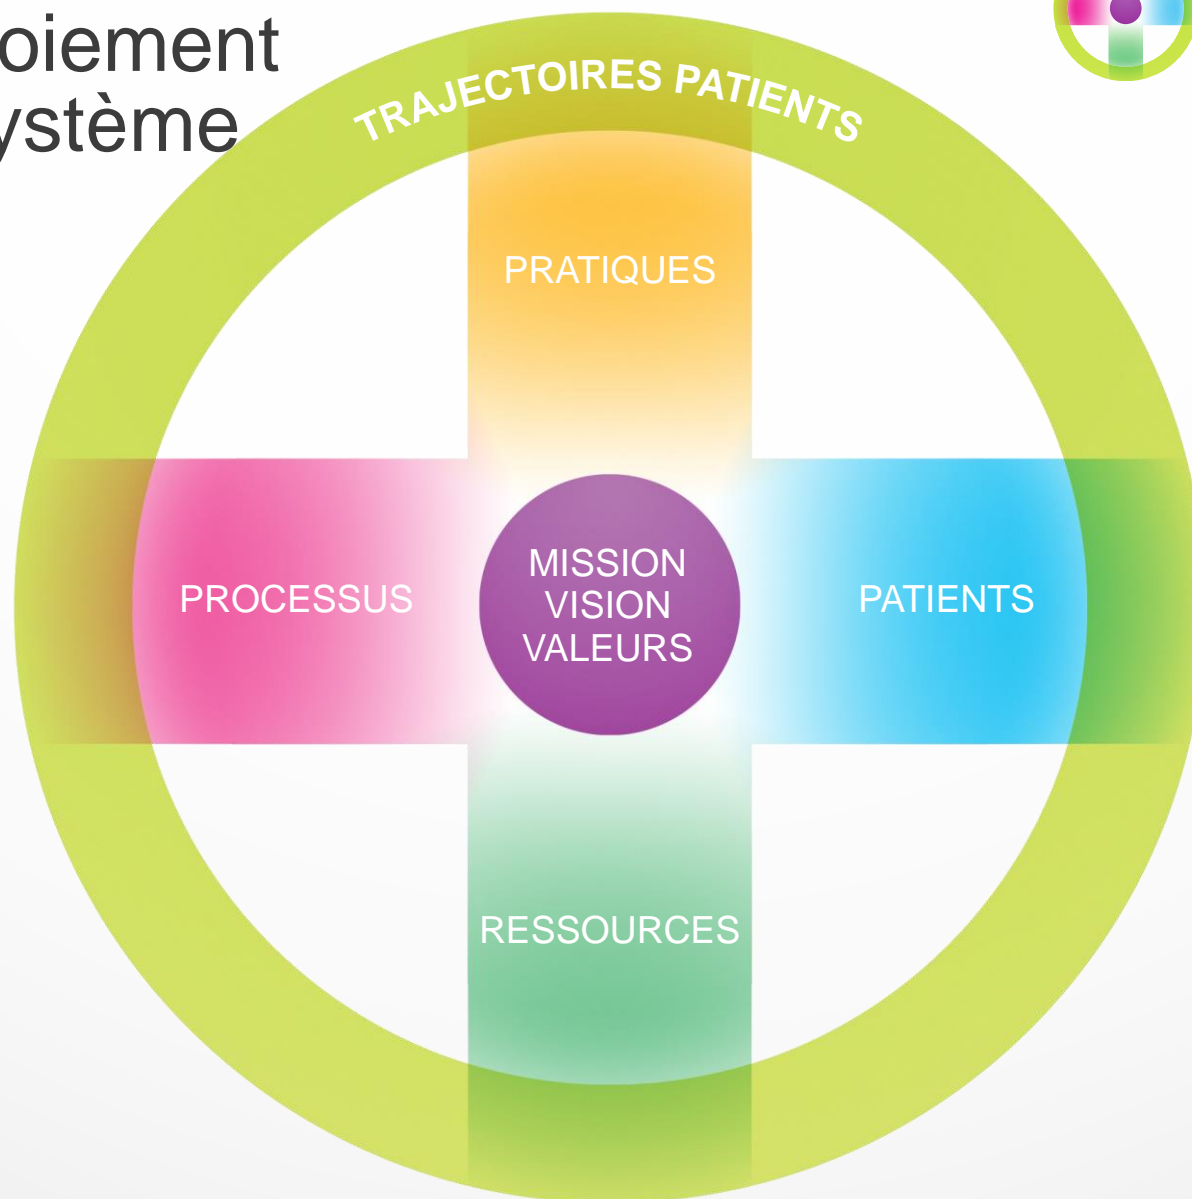 oiement
ystème
TRAJECTOIRES PATIENTS
PRATIQUES
PROCESSUS
MISSION
VISION
VALEURS
PATIENTS
RESSOURCES